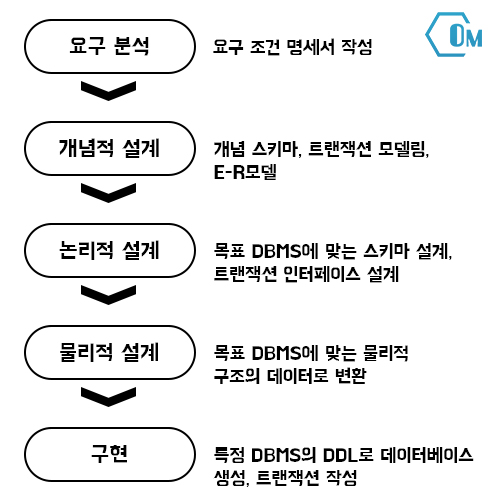 요구 분석
요구 조건 명세서 작성
OM
개념적 설계
개념 스키마, 트랜잭션 모델링,
E-R모델
논리적 설계
목표 DBMS에 맞는 스키마 설계,
트랜잭션 인터페이스 설계
물리적 설계
목표 DBMS에 맞는 물리적
구조의 데이터로 변환
구현
특정 DBMS의 DDL로 데이터베이스
생성, 트랜잭션 작성